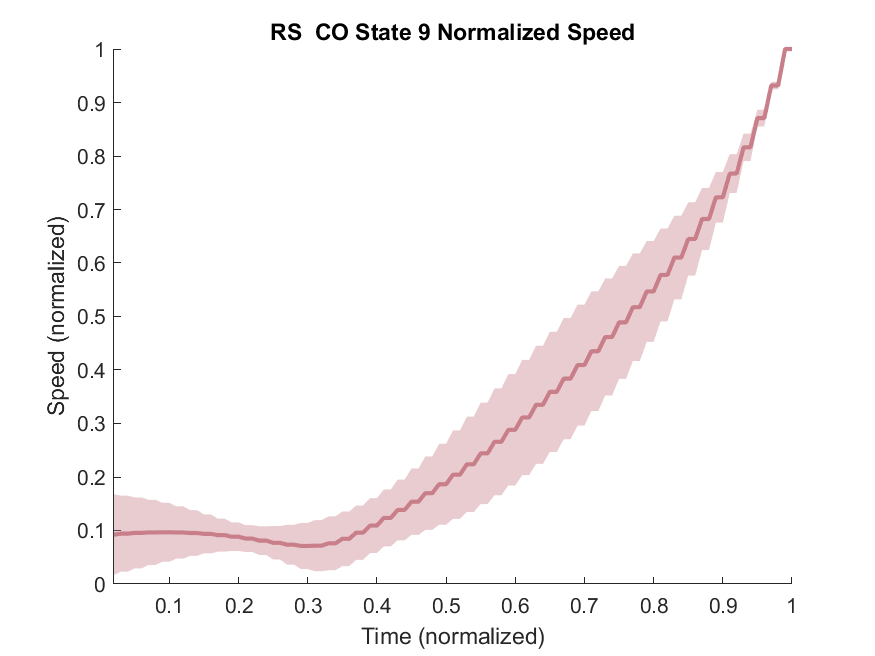 RS  CO State 9 Normalized Speed
1
0.9
0.8
0.7
0.6
0.5
0.4
0.3
0.2
0.1
0
Speed (normalized)
0.1 0.2 0.3 0.4 0.5 0.6 0.7 0.8 0.9 1
Time (normalized)